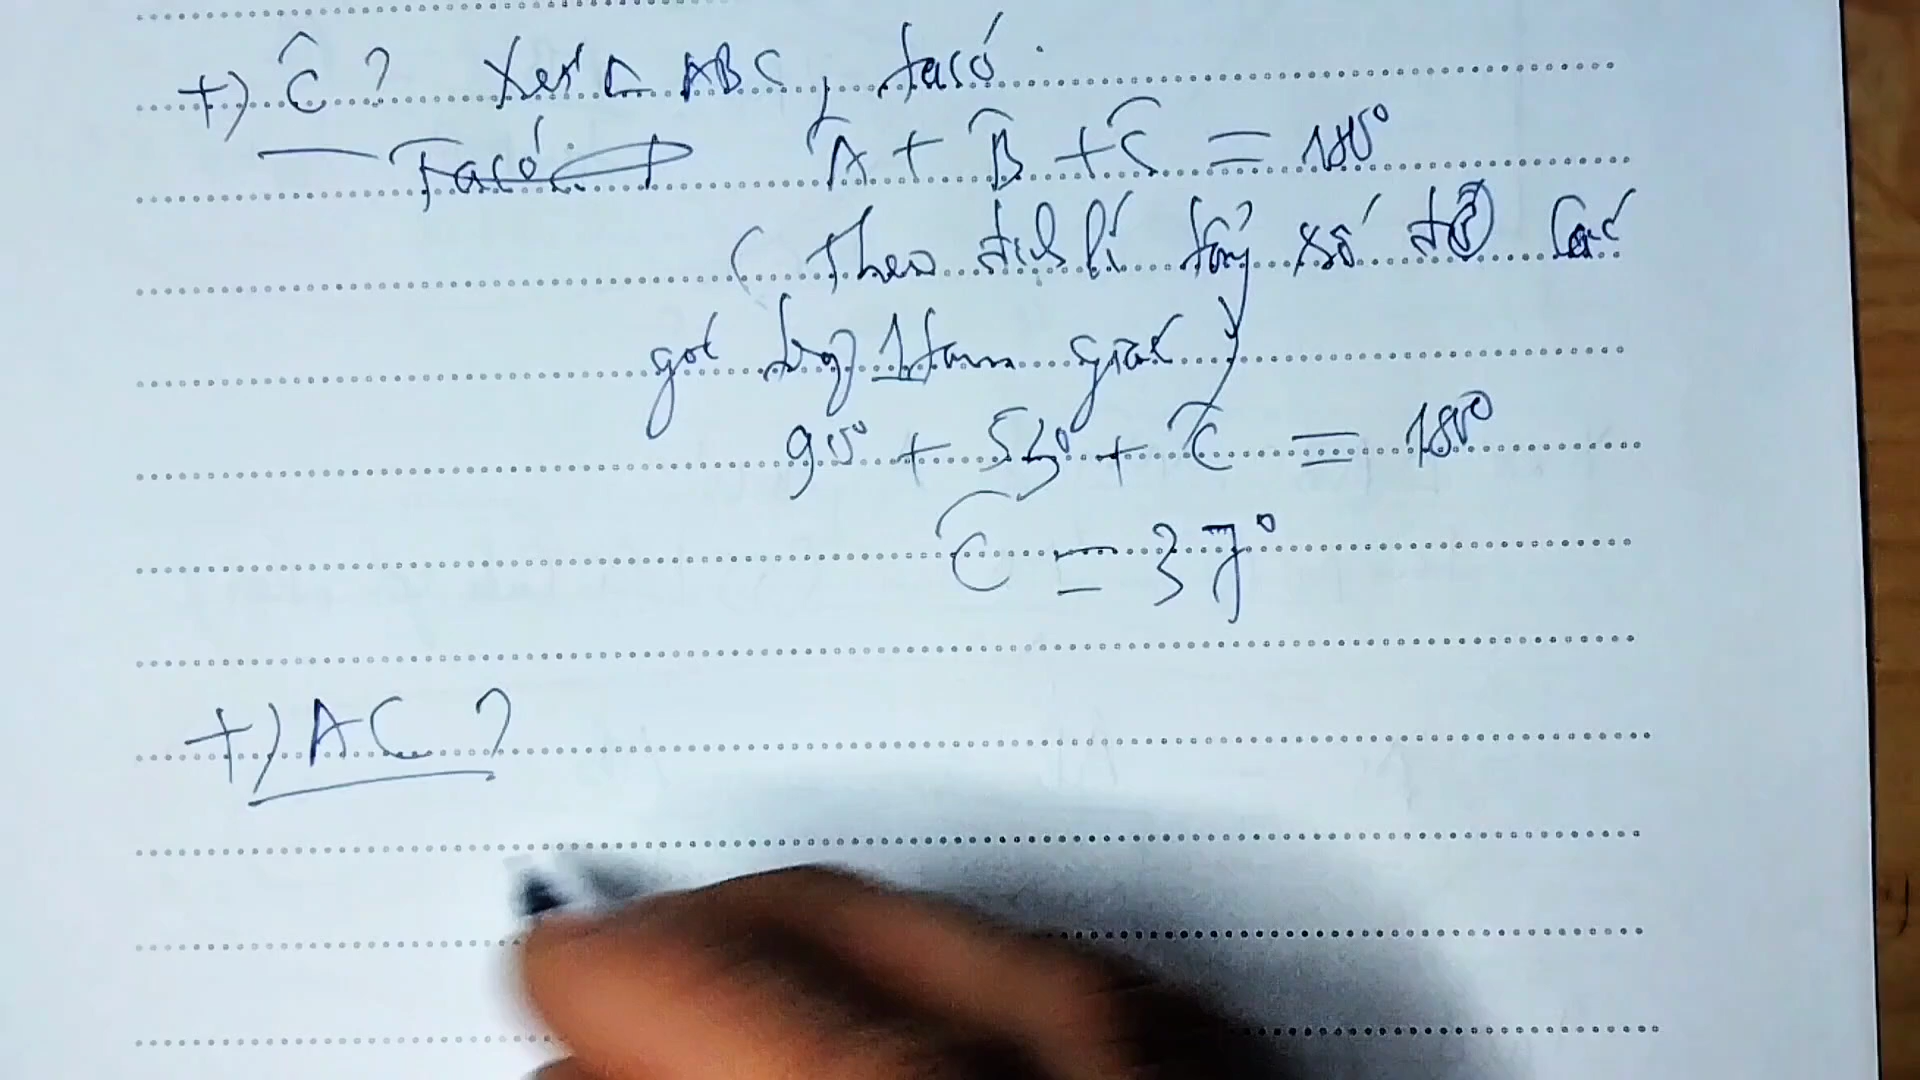 +) Ĉ? Xét Δ ABC, ta có
Ta có: Â + B̂ + Ĉ = 180°
( Theo định lí tổng số đo các
góc trong 1 tam giác )
90° + 53° + Ĉ = 180°
Ĉ = 37°
+) AC ?